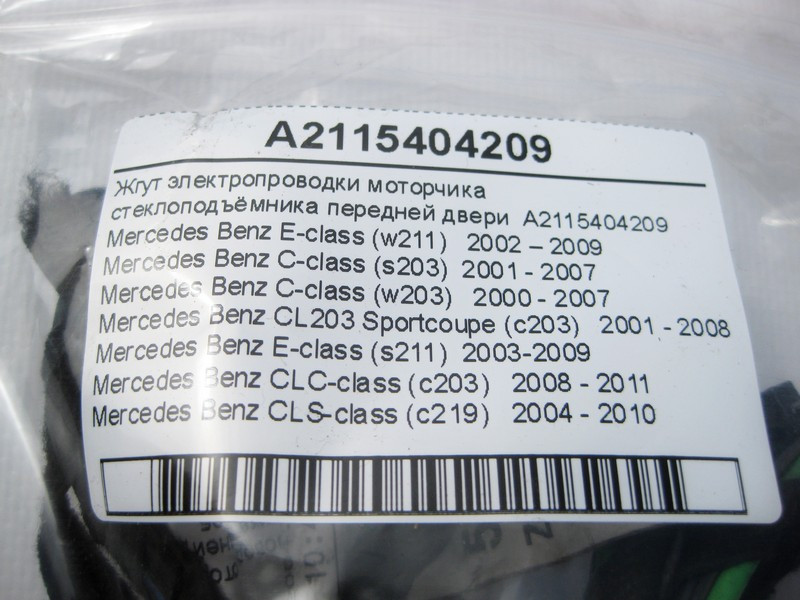 A2115404209
Жгут электропроводки моторчика
стеклоподъёмника передней двери A2115404209
Mercedes Benz E-class (w211) 2002 – 2009
Mercedes Benz C-class (s203) 2001 - 2007
Mercedes Benz C-class (w203) 2000 - 2007
Mercedes Benz CL203 Sportcoupe (c203) 2001 - 2008
Mercedes Benz E-class (s211) 2003-2009
Mercedes Benz CLC-class (c203) 2008 - 2011
Mercedes Benz CLS-class (c219) 2004 - 2010